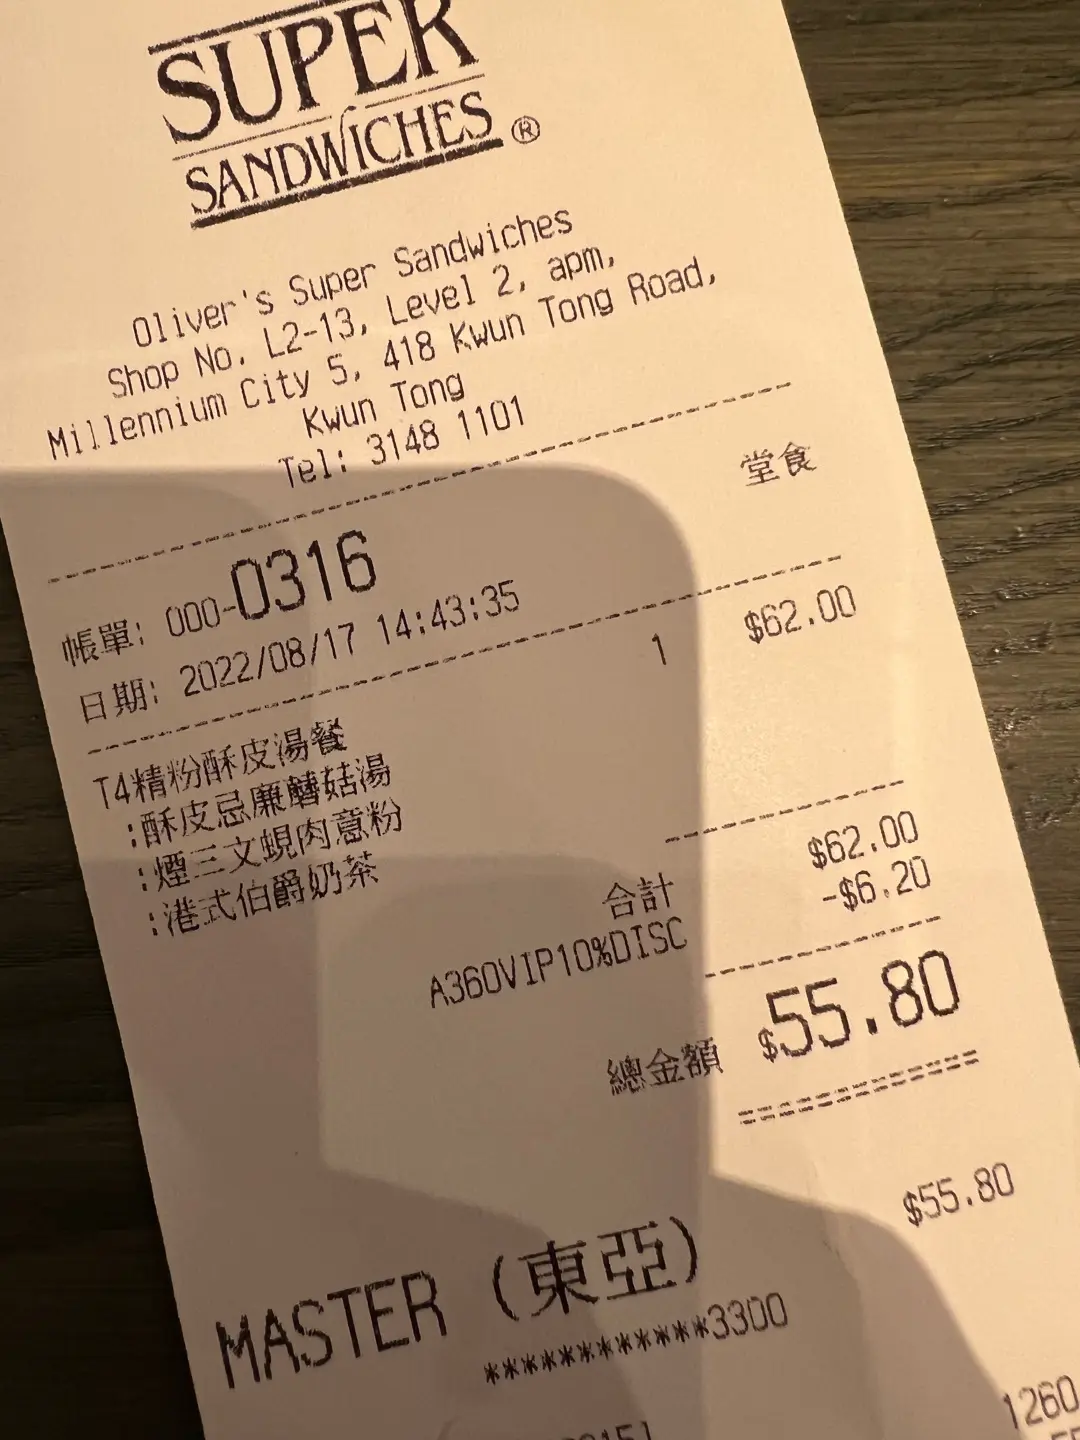 SUPER
SANDWICHES ®
Oliver's Super Sandwiches
Shop No. L2-13, Level 2, apm,
Millennium City 5, 418 Kwun Tong Road,
Kwun Tong
Tel: 3148 1101
堂食
帳單: 000-0316
日期: 2022/08/17 14:43:35
T4精粉酥皮湯餐 1 $62.00
:酥皮忌廉蘑菇湯
:煙三文蜆肉意粉
:港式伯爵奶茶
合計 $62.00
A360VIP10%DISC -$6.20
總金額 $55.80
MASTER (東亞) $55.80
************3300